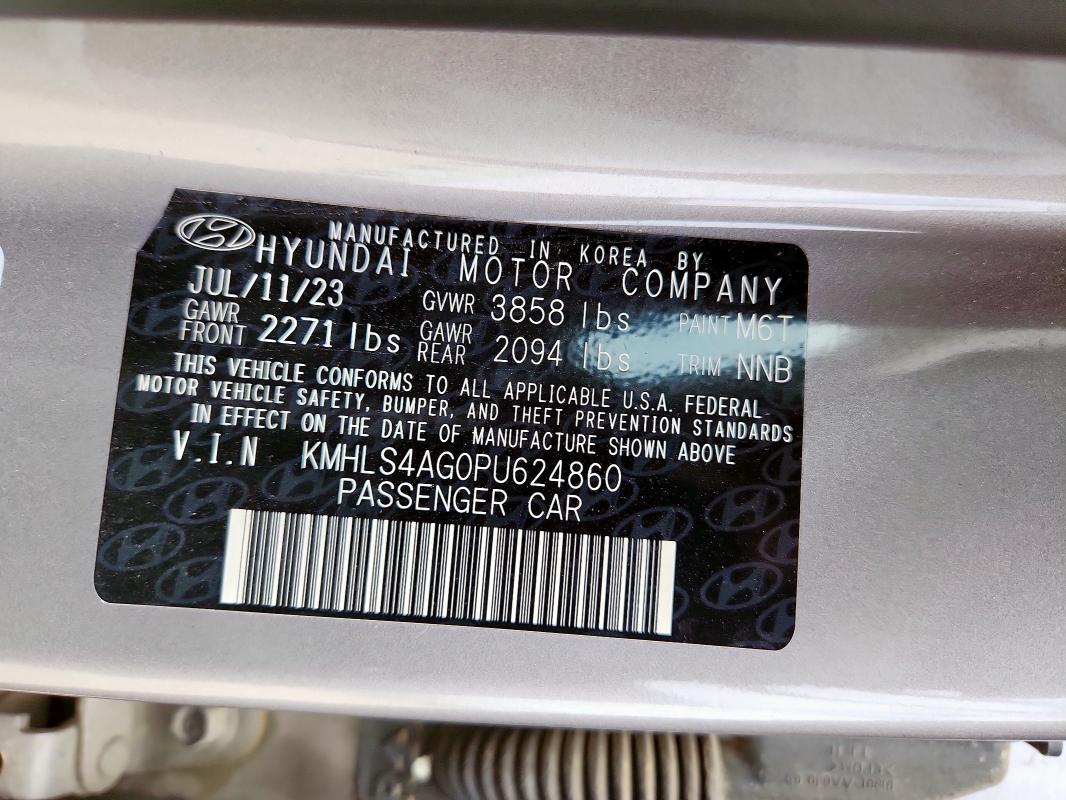 MANUFACTURED IN KOREA BY
HYUNDAI MOTOR COMPANY
JUL/11/23 GVWR 3858 lbs PAINT M6T
GAWR FRONT 2271 lbs GAWR REAR 2094 lbs TRIM NNB
THIS VEHICLE CONFORMS TO ALL APPLICABLE U.S.A. FEDERAL
MOTOR VEHICLE SAFETY, BUMPER, AND THEFT PREVENTION STANDARDS
IN EFFECT ON THE DATE OF MANUFACTURE SHOWN ABOVE
V.I.N KMHLS4AG0PU624860
PASSENGER CAR